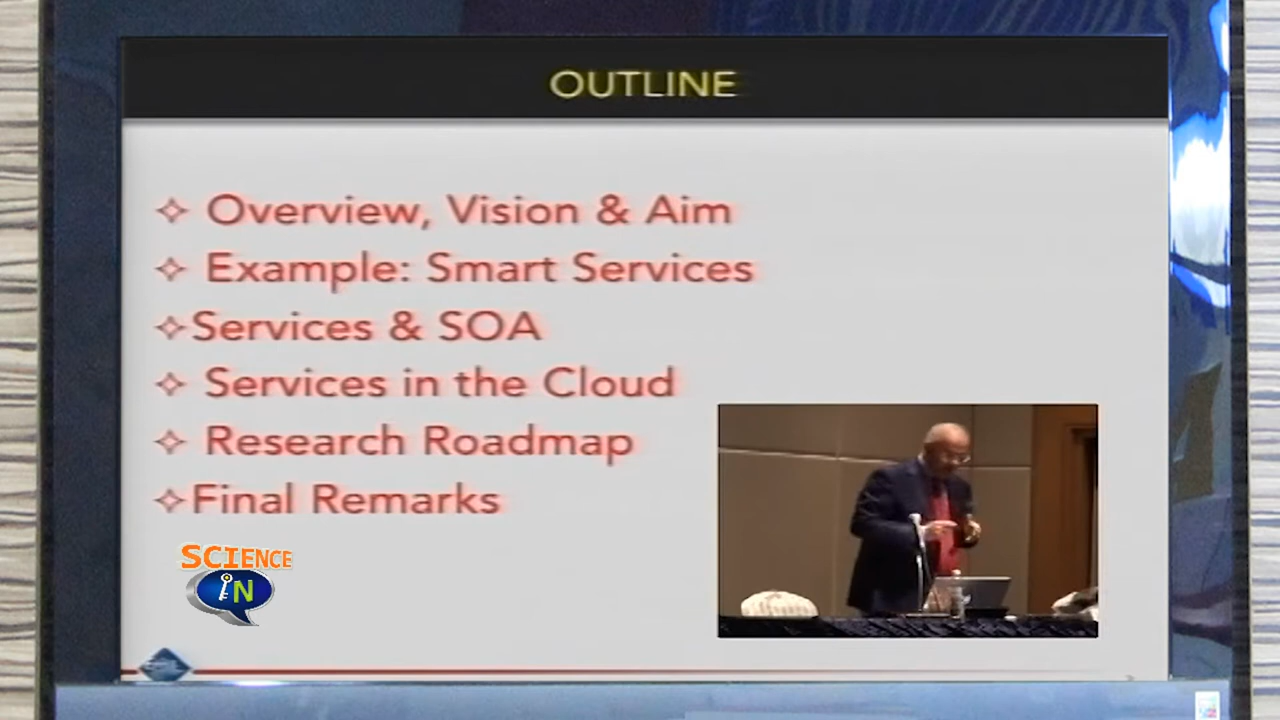 OUTLINE
✧ Overview, Vision & Aim
✧ Example: Smart Services
✧Services & SOA
✧ Services in the Cloud
✧ Research Roadmap
✧Final Remarks
SCIENCE
iN